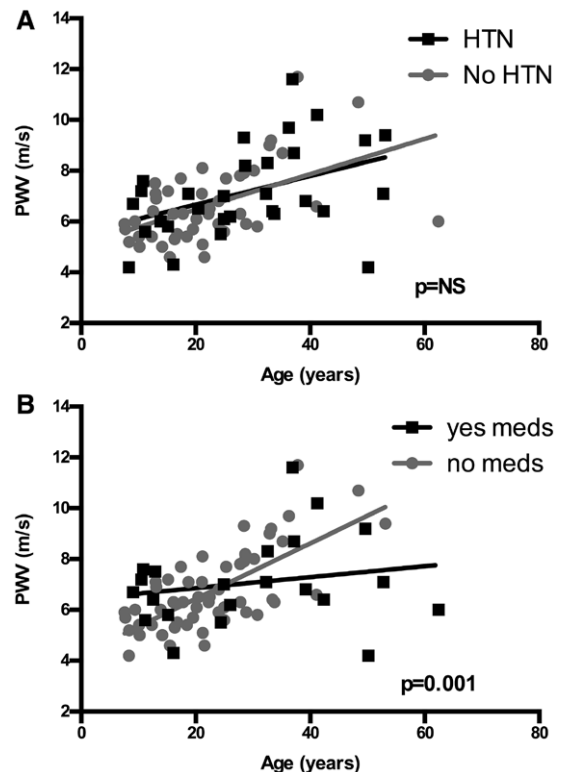 A
14
12
10
8
6
4
2
PWV (m/s)
HTN
No HTN
p=NS
0 20 40 60 80
Age (years)
B
14
12
10
8
6
4
2
PWV (m/s)
yes meds
no meds
p=0.001
0 20 40 60 80
Age (years)